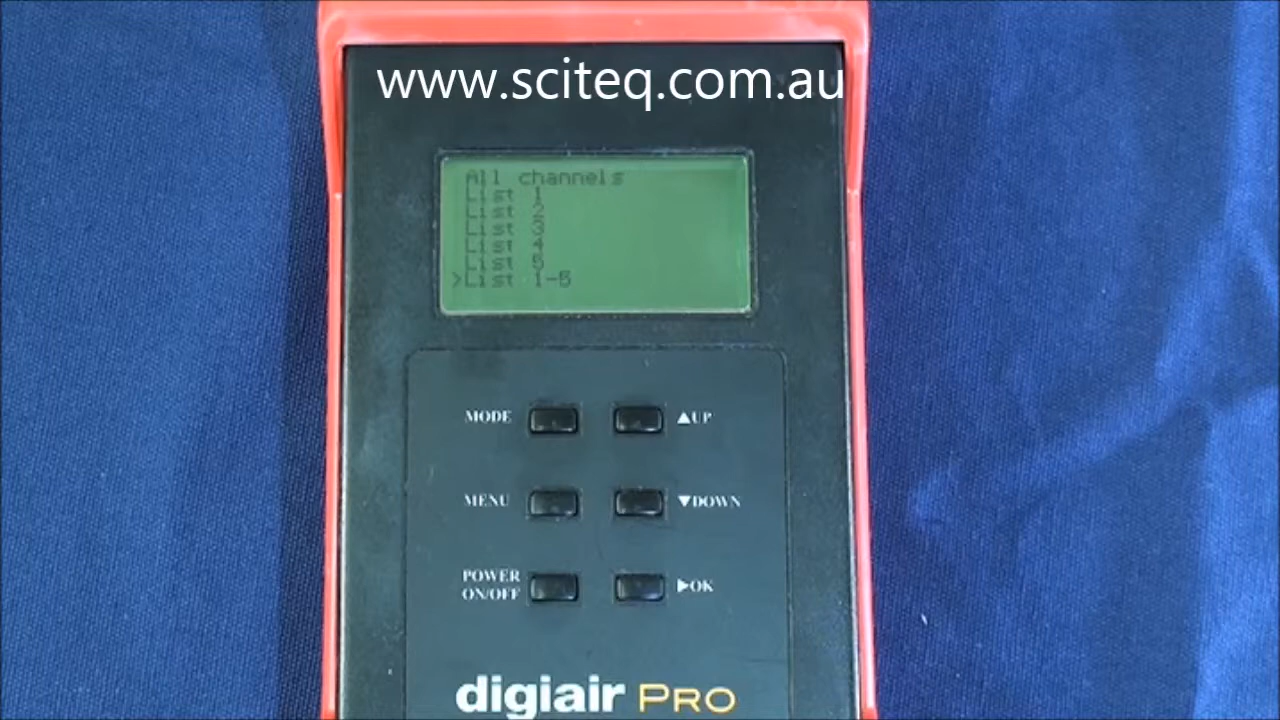 www.sciteq.com.au
All channels
List 1
List 2
List 3
List 4
List 5
>List 1-5
MODE
▲UP
MENU
▼DOWN
POWER
ON/OFF
▶OK
digiair PRO